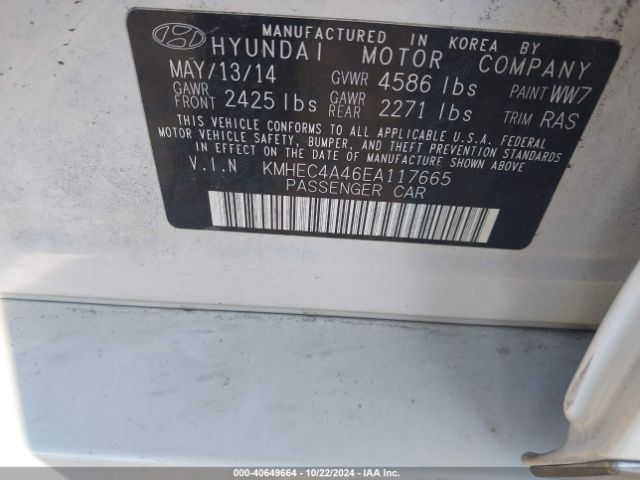 MANUFACTURED IN KOREA BY
HYUNDAI MOTOR COMPANY
MAY/13/14 GVWR 4586 lbs PAINT WW7
GAWR FRONT 2425 lbs GAWR REAR 2271 lbs TRIM RAS
THIS VEHICLE CONFORMS TO ALL APPLICABLE U.S.A. FEDERAL
MOTOR VEHICLE SAFETY, BUMPER, AND THEFT PREVENTION STANDARDS
IN EFFECT ON THE DATE OF MANUFACTURE SHOWN ABOVE
V.I.N KMHEC4A46EA117665
PASSENGER CAR
000-40649664 | 10/22/2024 | IAA Inc.